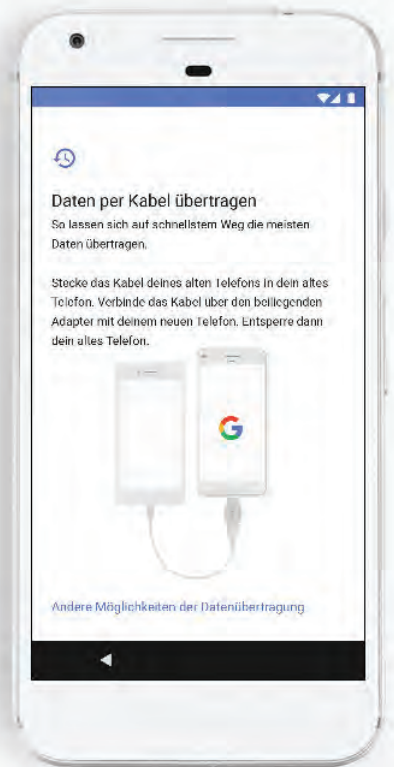 Daten per Kabel übertragen
So lassen sich auf schnellstem Weg die meisten
Daten übertragen.
Stecke das Kabel deines alten Telefons in dein altes
Telefon. Verbinde das Kabel über den beiliegenden
Adapter mit deinem neuen Telefon. Entsperre dann
dein altes Telefon.
G
Andere Möglichkeiten der Datenübertragung